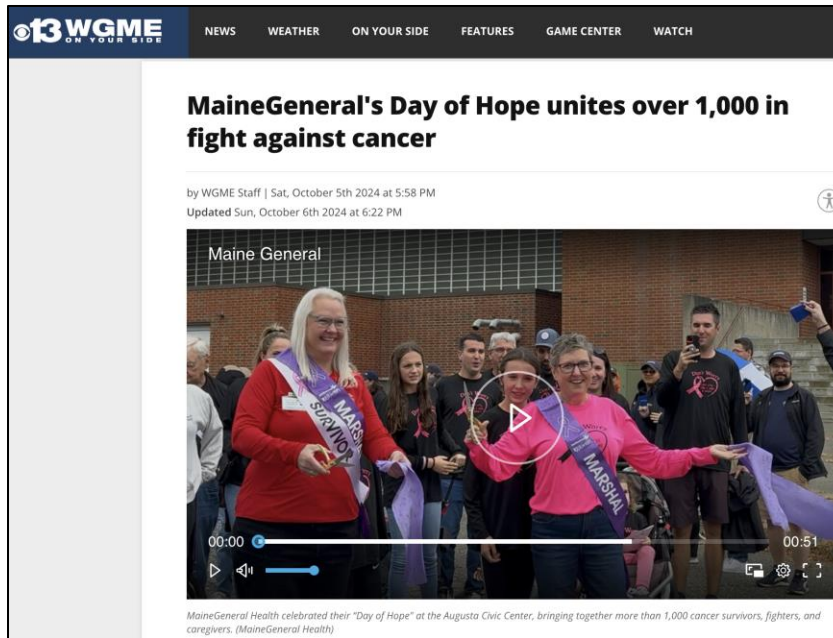 13 WGME
ON YOUR SIDE
NEWS WEATHER ON YOUR SIDE FEATURES GAME CENTER WATCH
MaineGeneral's Day of Hope unites over 1,000 in
fight against cancer
by WGME Staff | Sat, October 5th 2024 at 5:58 PM
Updated Sun, October 6th 2024 at 6:22 PM
Maine General
MARSHAL
SURVIVOR
MARSHAL
00:00
00:51
MaineGeneral Health celebrated their "Day of Hope" at the Augusta Civic Center, bringing together more than 1,000 cancer survivors, fighters, and
caregivers. (MaineGeneral Health)